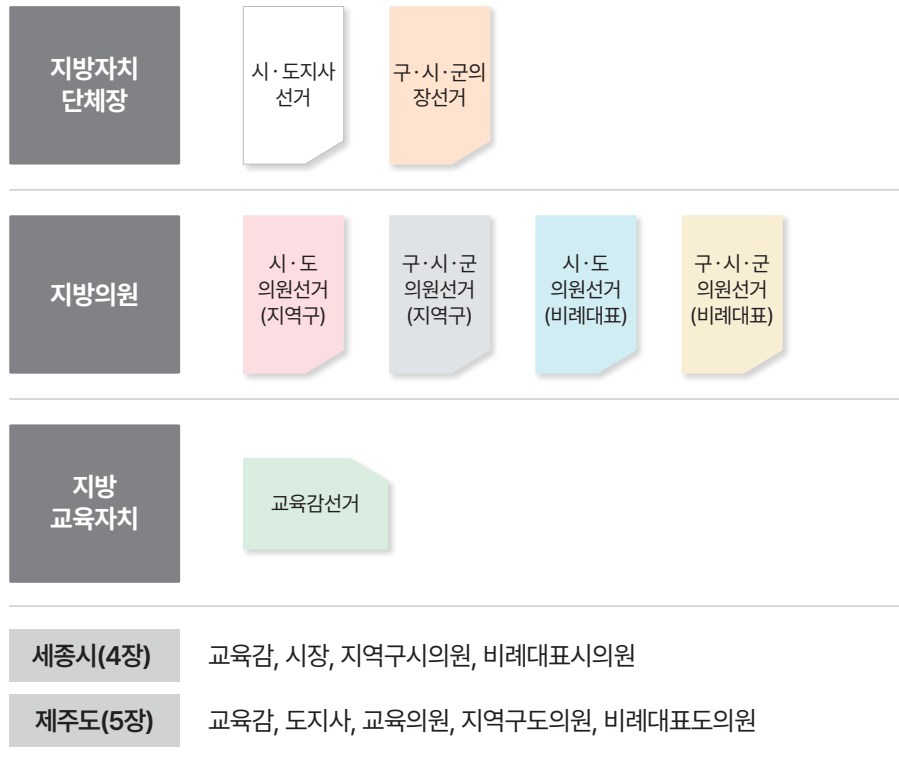 지방자치
단체장
시·도지사
선거
구·시·군의
장선거
지방의원
시·도
의원선거
(지역구)
구·시·군
의원선거
(지역구)
시·도
의원선거
(비례대표)
구·시·군
의원선거
(비례대표)
지방
교육자치
교육감선거
세종시(4장) 교육감, 시장, 지역구시의원, 비례대표시의원
제주도(5장) 교육감, 도지사, 교육의원, 지역구도의원, 비례대표도의원